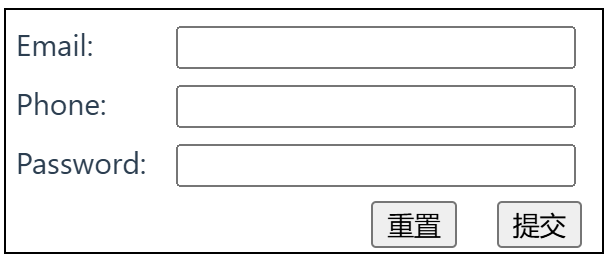 Email:
Phone:
Password:
重置 提交